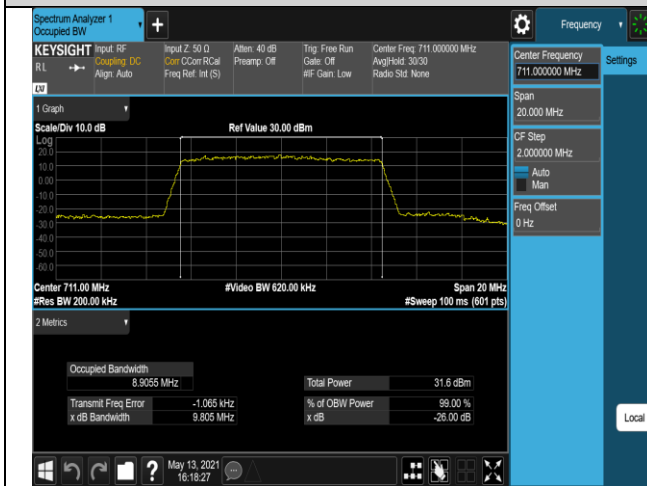 Spectrum Analyzer 1
Occupied BW
Frequency
KEYSIGHT
Input: RF
Input Z: 50 Ω
Atten: 40 dB
Trig: Free Run
Center Freq: 711.000000 MHz
RL
Coupling: DC
Corr CCorr RCal
Preamp: Off
Gate: Off
Avg|Hold: 30/30
Align: Auto
Freq Ref: Int (S)
#IF Gain: Low
Radio Std: None
LXI
Center Frequency
711.000000 MHz
Settings
Span
20.000 MHz
CF Step
2.000000 MHz
Auto
Man
Freq Offset
0 Hz
1 Graph
Scale/Div 10.0 dB
Ref Value 30.00 dBm
Log
20.0
10.0
0.00
-10.0
-20.0
-30.0
-40.0
-50.0
-60.0
Center 711.00 MHz
#Video BW 620.00 kHz
Span 20 MHz
#Res BW 200.00 kHz
#Sweep 100 ms (601 pts)
2 Metrics
Occupied Bandwidth
8.9055 MHz
Total Power
31.6 dBm
Transmit Freq Error
-1.065 kHz
% of OBW Power
99.00 %
x dB Bandwidth
9.805 MHz
x dB
-26.00 dB
Local
May 13, 2021
16:18:27